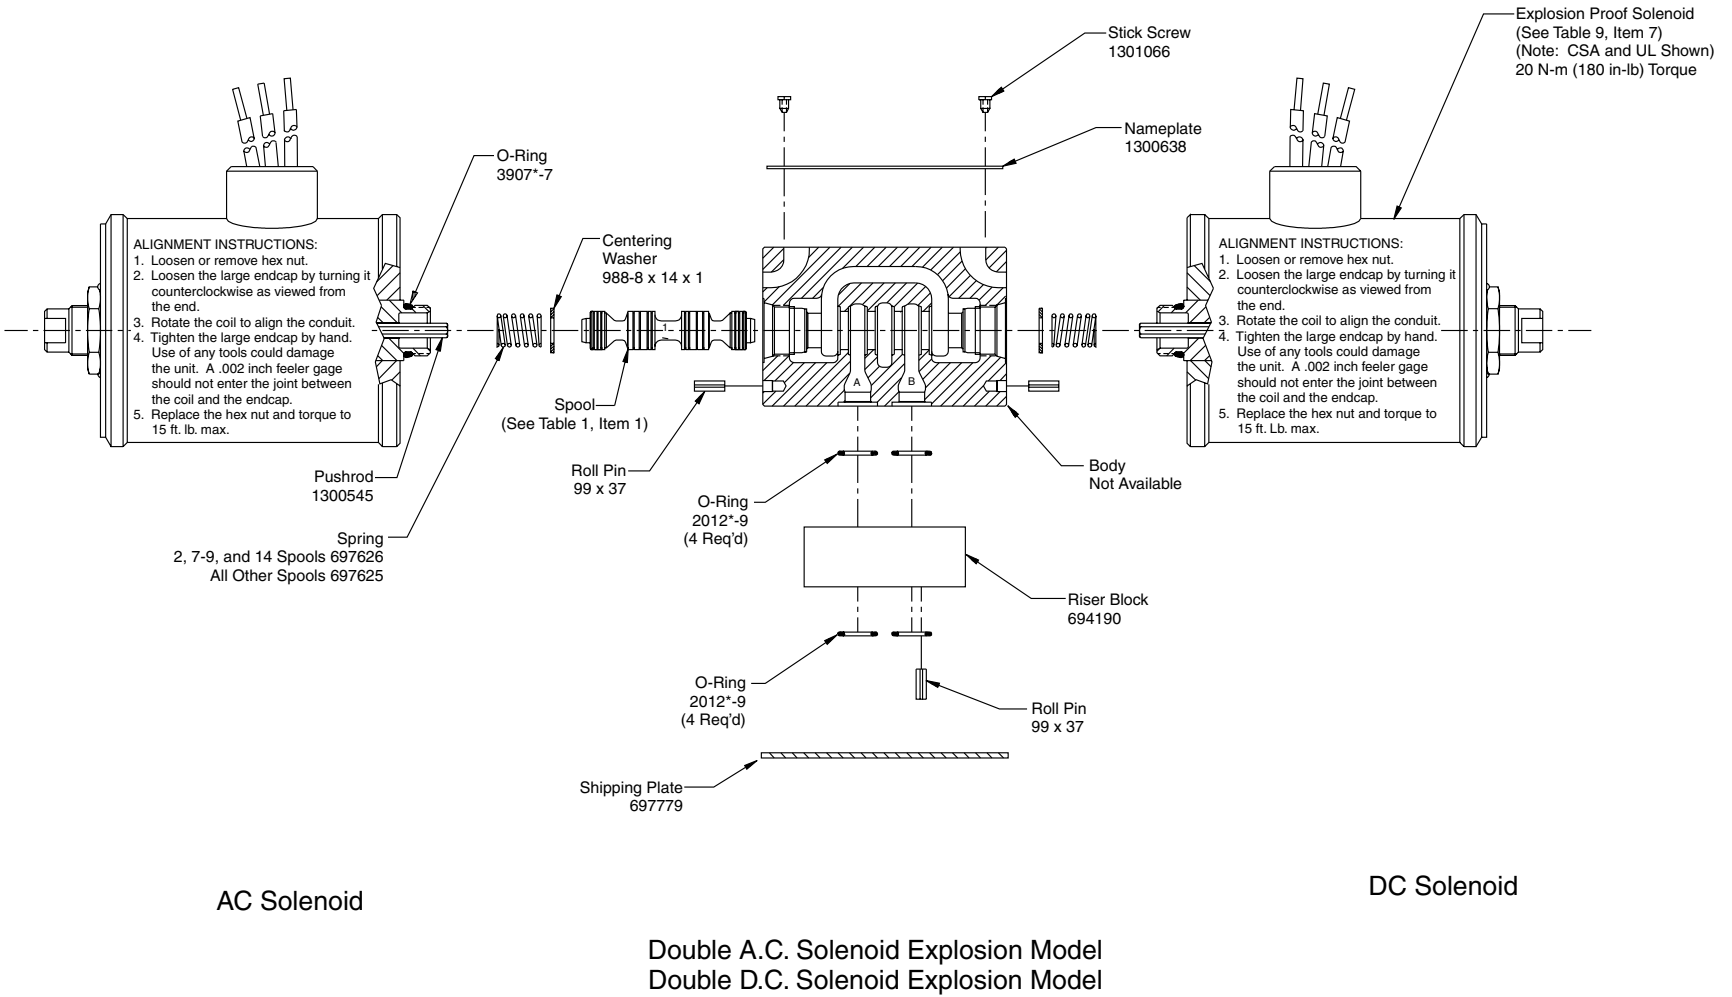 Explosion Proof Solenoid
(See Table 9, Item 7)
(Note: CSA and UL Shown)
20 N-m (180 in-lb) Torque
Stick Screw
1301066
Nameplate
1300638
O-Ring
3907*-7
Centering
Washer
988-8 x 14 x 1
ALIGNMENT INSTRUCTIONS:
1. Loosen or remove hex nut.
2. Loosen the large endcap by turning it
counterclockwise as viewed from
the end.
3. Rotate the coil to align the conduit.
4. Tighten the large endcap by hand.
Use of any tools could damage
the unit. A .002 inch feeler gage
should not enter the joint between
the coil and the endcap.
5. Replace the hex nut and torque to
15 ft. lb. max.
ALIGNMENT INSTRUCTIONS:
1. Loosen or remove hex nut.
2. Loosen the large endcap by turning it
counterclockwise as viewed from
the end.
3. Rotate the coil to align the conduit.
4. Tighten the large endcap by hand.
Use of any tools could damage
the unit. A .002 inch feeler gage
should not enter the joint between
the coil and the endcap.
5. Replace the hex nut and torque to
15 ft. Lb. max.
1
A B
Spool
(See Table 1, Item 1)
Roll Pin
99 x 37
Body
Not Available
Pushrod
1300545
O-Ring
2012*-9
(4 Req'd)
Spring
2, 7-9, and 14 Spools 697626
All Other Spools 697625
Riser Block
694190
O-Ring
2012*-9
(4 Req'd)
Roll Pin
99 x 37
Shipping Plate
697779
AC Solenoid
DC Solenoid
Double A.C. Solenoid Explosion Model
Double D.C. Solenoid Explosion Model